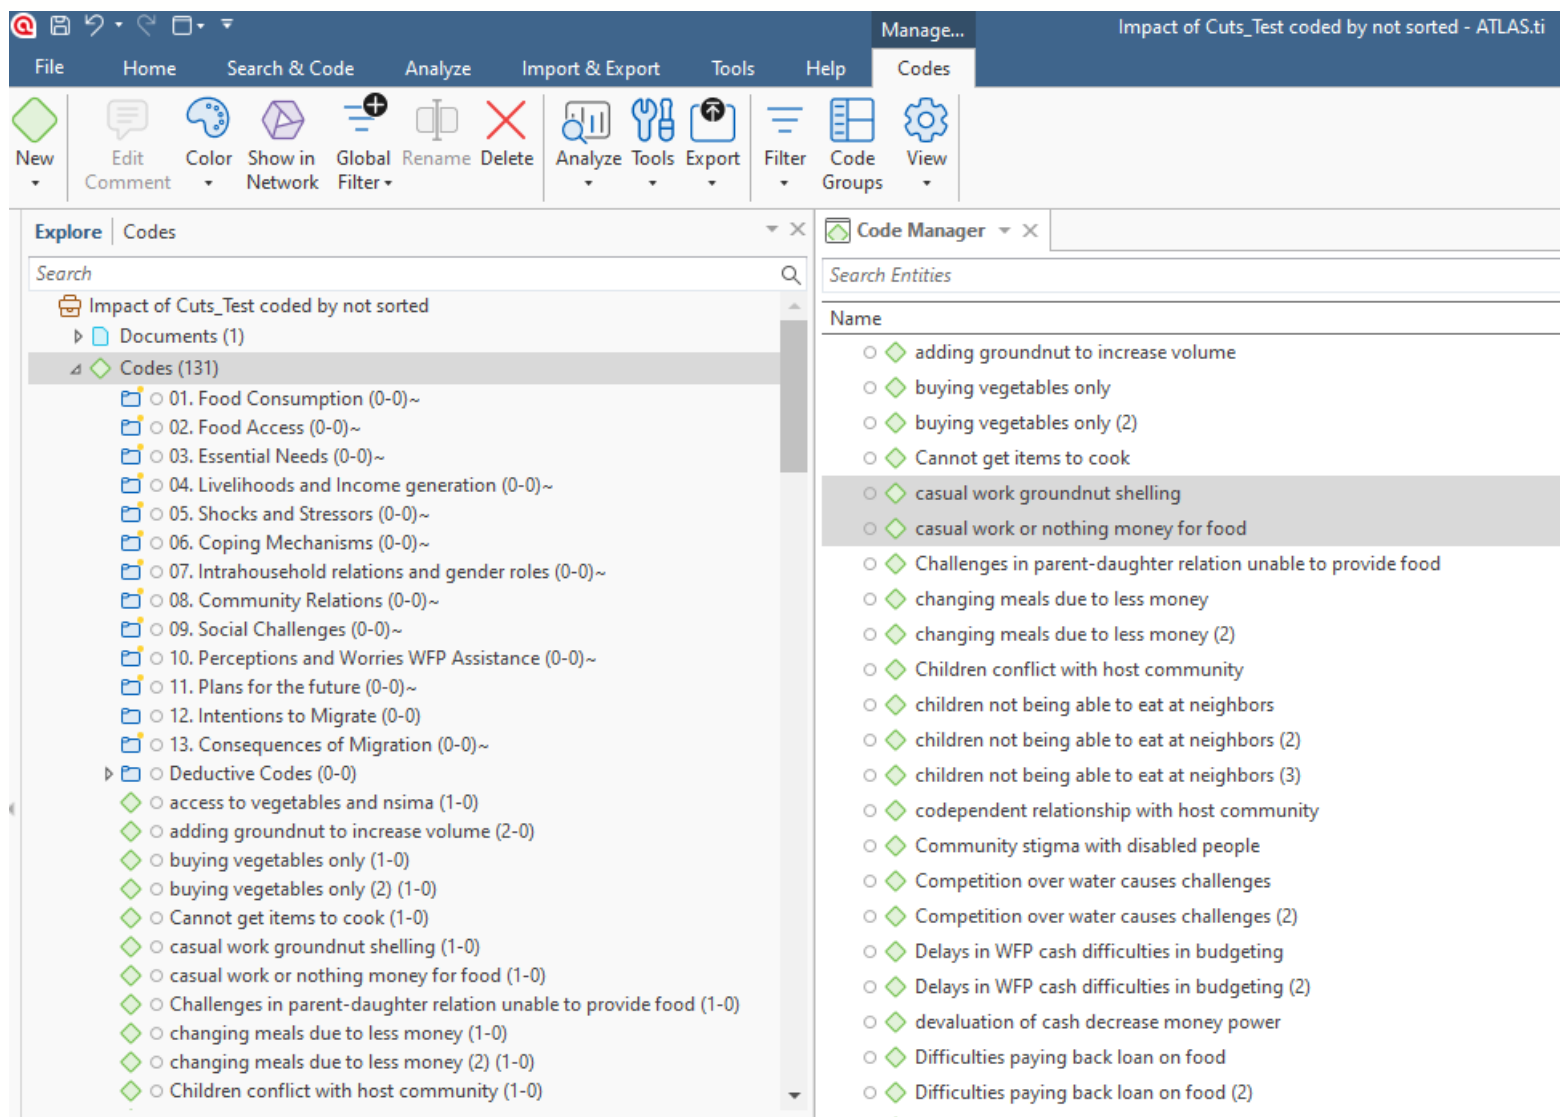 Manage...
Impact of Cuts_Test coded by not sorted - ATLAS.ti
File Home Search & Code Analyze Import & Export Tools Help Codes
New
Edit Comment
Color
Show in Network
Global Filter
Rename
Delete
Analyze
Tools
Export
Filter
Code Groups
View
Explore Codes
Search
Impact of Cuts_Test coded by not sorted
Documents (1)
Codes (131)
01. Food Consumption (0-0)~
02. Food Access (0-0)~
03. Essential Needs (0-0)~
04. Livelihoods and Income generation (0-0)~
05. Shocks and Stressors (0-0)~
06. Coping Mechanisms (0-0)~
07. Intrahousehold relations and gender roles (0-0)~
08. Community Relations (0-0)~
09. Social Challenges (0-0)~
10. Perceptions and Worries WFP Assistance (0-0)~
11. Plans for the future (0-0)~
12. Intentions to Migrate (0-0)
13. Consequences of Migration (0-0)~
Deductive Codes (0-0)
access to vegetables and nsima (1-0)
adding groundnut to increase volume (2-0)
buying vegetables only (1-0)
buying vegetables only (2) (1-0)
Cannot get items to cook (1-0)
casual work groundnut shelling (1-0)
casual work or nothing money for food (1-0)
Challenges in parent-daughter relation unable to provide food (1-0)
changing meals due to less money (1-0)
changing meals due to less money (2) (1-0)
Children conflict with host community (1-0)
Code Manager
Search Entities
Name
adding groundnut to increase volume
buying vegetables only
buying vegetables only (2)
Cannot get items to cook
casual work groundnut shelling
casual work or nothing money for food
Challenges in parent-daughter relation unable to provide food
changing meals due to less money
changing meals due to less money (2)
Children conflict with host community
children not being able to eat at neighbors
children not being able to eat at neighbors (2)
children not being able to eat at neighbors (3)
codependent relationship with host community
Community stigma with disabled people
Competition over water causes challenges
Competition over water causes challenges (2)
Delays in WFP cash difficulties in budgeting
Delays in WFP cash difficulties in budgeting (2)
devaluation of cash decrease money power
Difficulties paying back loan on food
Difficulties paying back loan on food (2)